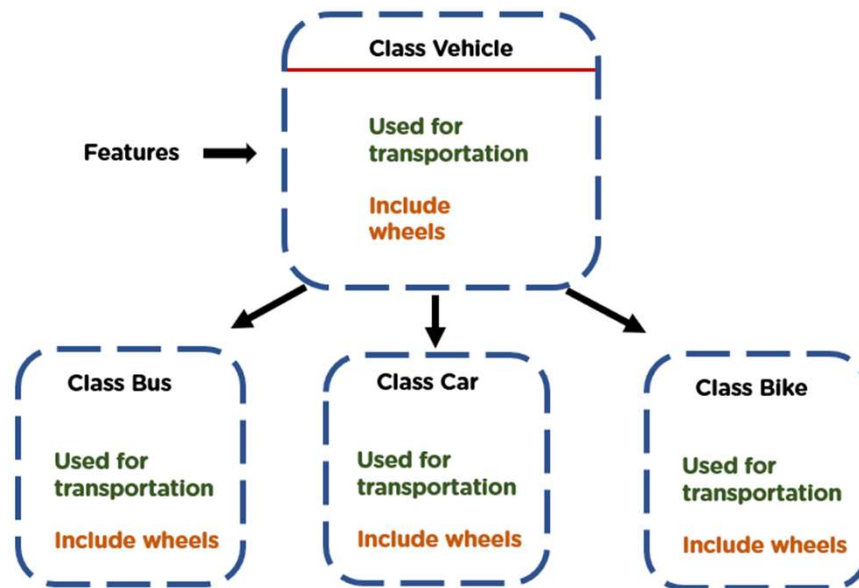 Class Vehicle
Features
Used for
transportation
Include
wheels
Class Bus
Used for
transportation
Include wheels
Class Car
Used for
transportation
Include wheels
Class Bike
Used for
transportation
Include wheels